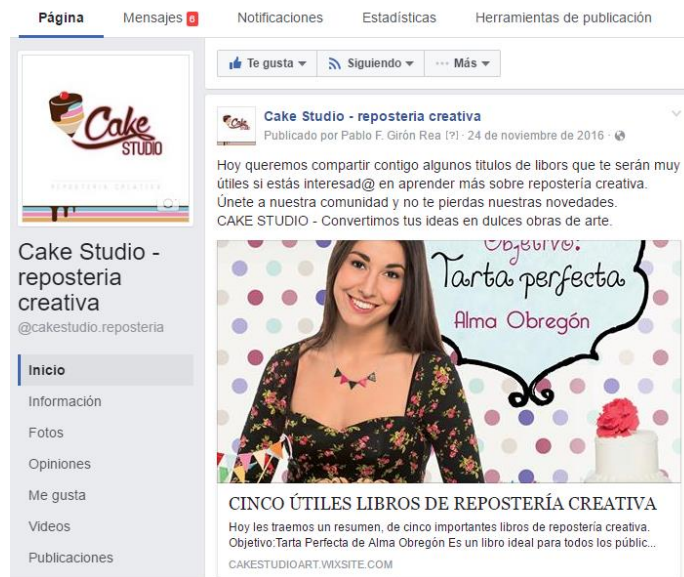 Página Mensajes 6 Notificaciones Estadísticas Herramientas de publicación
Te gusta Siguiendo Más
Cake
STUDIO
REPOSTERIA CREATIVA
Cake Studio -
reposteria
creativa
@cakestudio.reposteria
Inicio
Información
Fotos
Opiniones
Me gusta
Videos
Publicaciones
Cake Studio - reposteria creativa
Publicado por Pablo F. Girón Rea [?] · 24 de noviembre de 2016 ·
Hoy queremos compartir contigo algunos titulos de libors que te serán muy
útiles si estás interesad@ en aprender más sobre repostería creativa.
Únete a nuestra comunidad y no te pierdas nuestras novedades.
CAKE STUDIO - Convertimos tus ideas en dulces obras de arte.
Objetivo:
Tarta perfecta
Alma Obregón
CINCO ÚTILES LIBROS DE REPOSTERÍA CREATIVA
Hoy les traemos un resumen, de cinco importantes libros de repostería creativa.
Objetivo:Tarta Perfecta de Alma Obregón Es un libro ideal para todos los públic...
CAKESTUDIOART.WIXSITE.COM